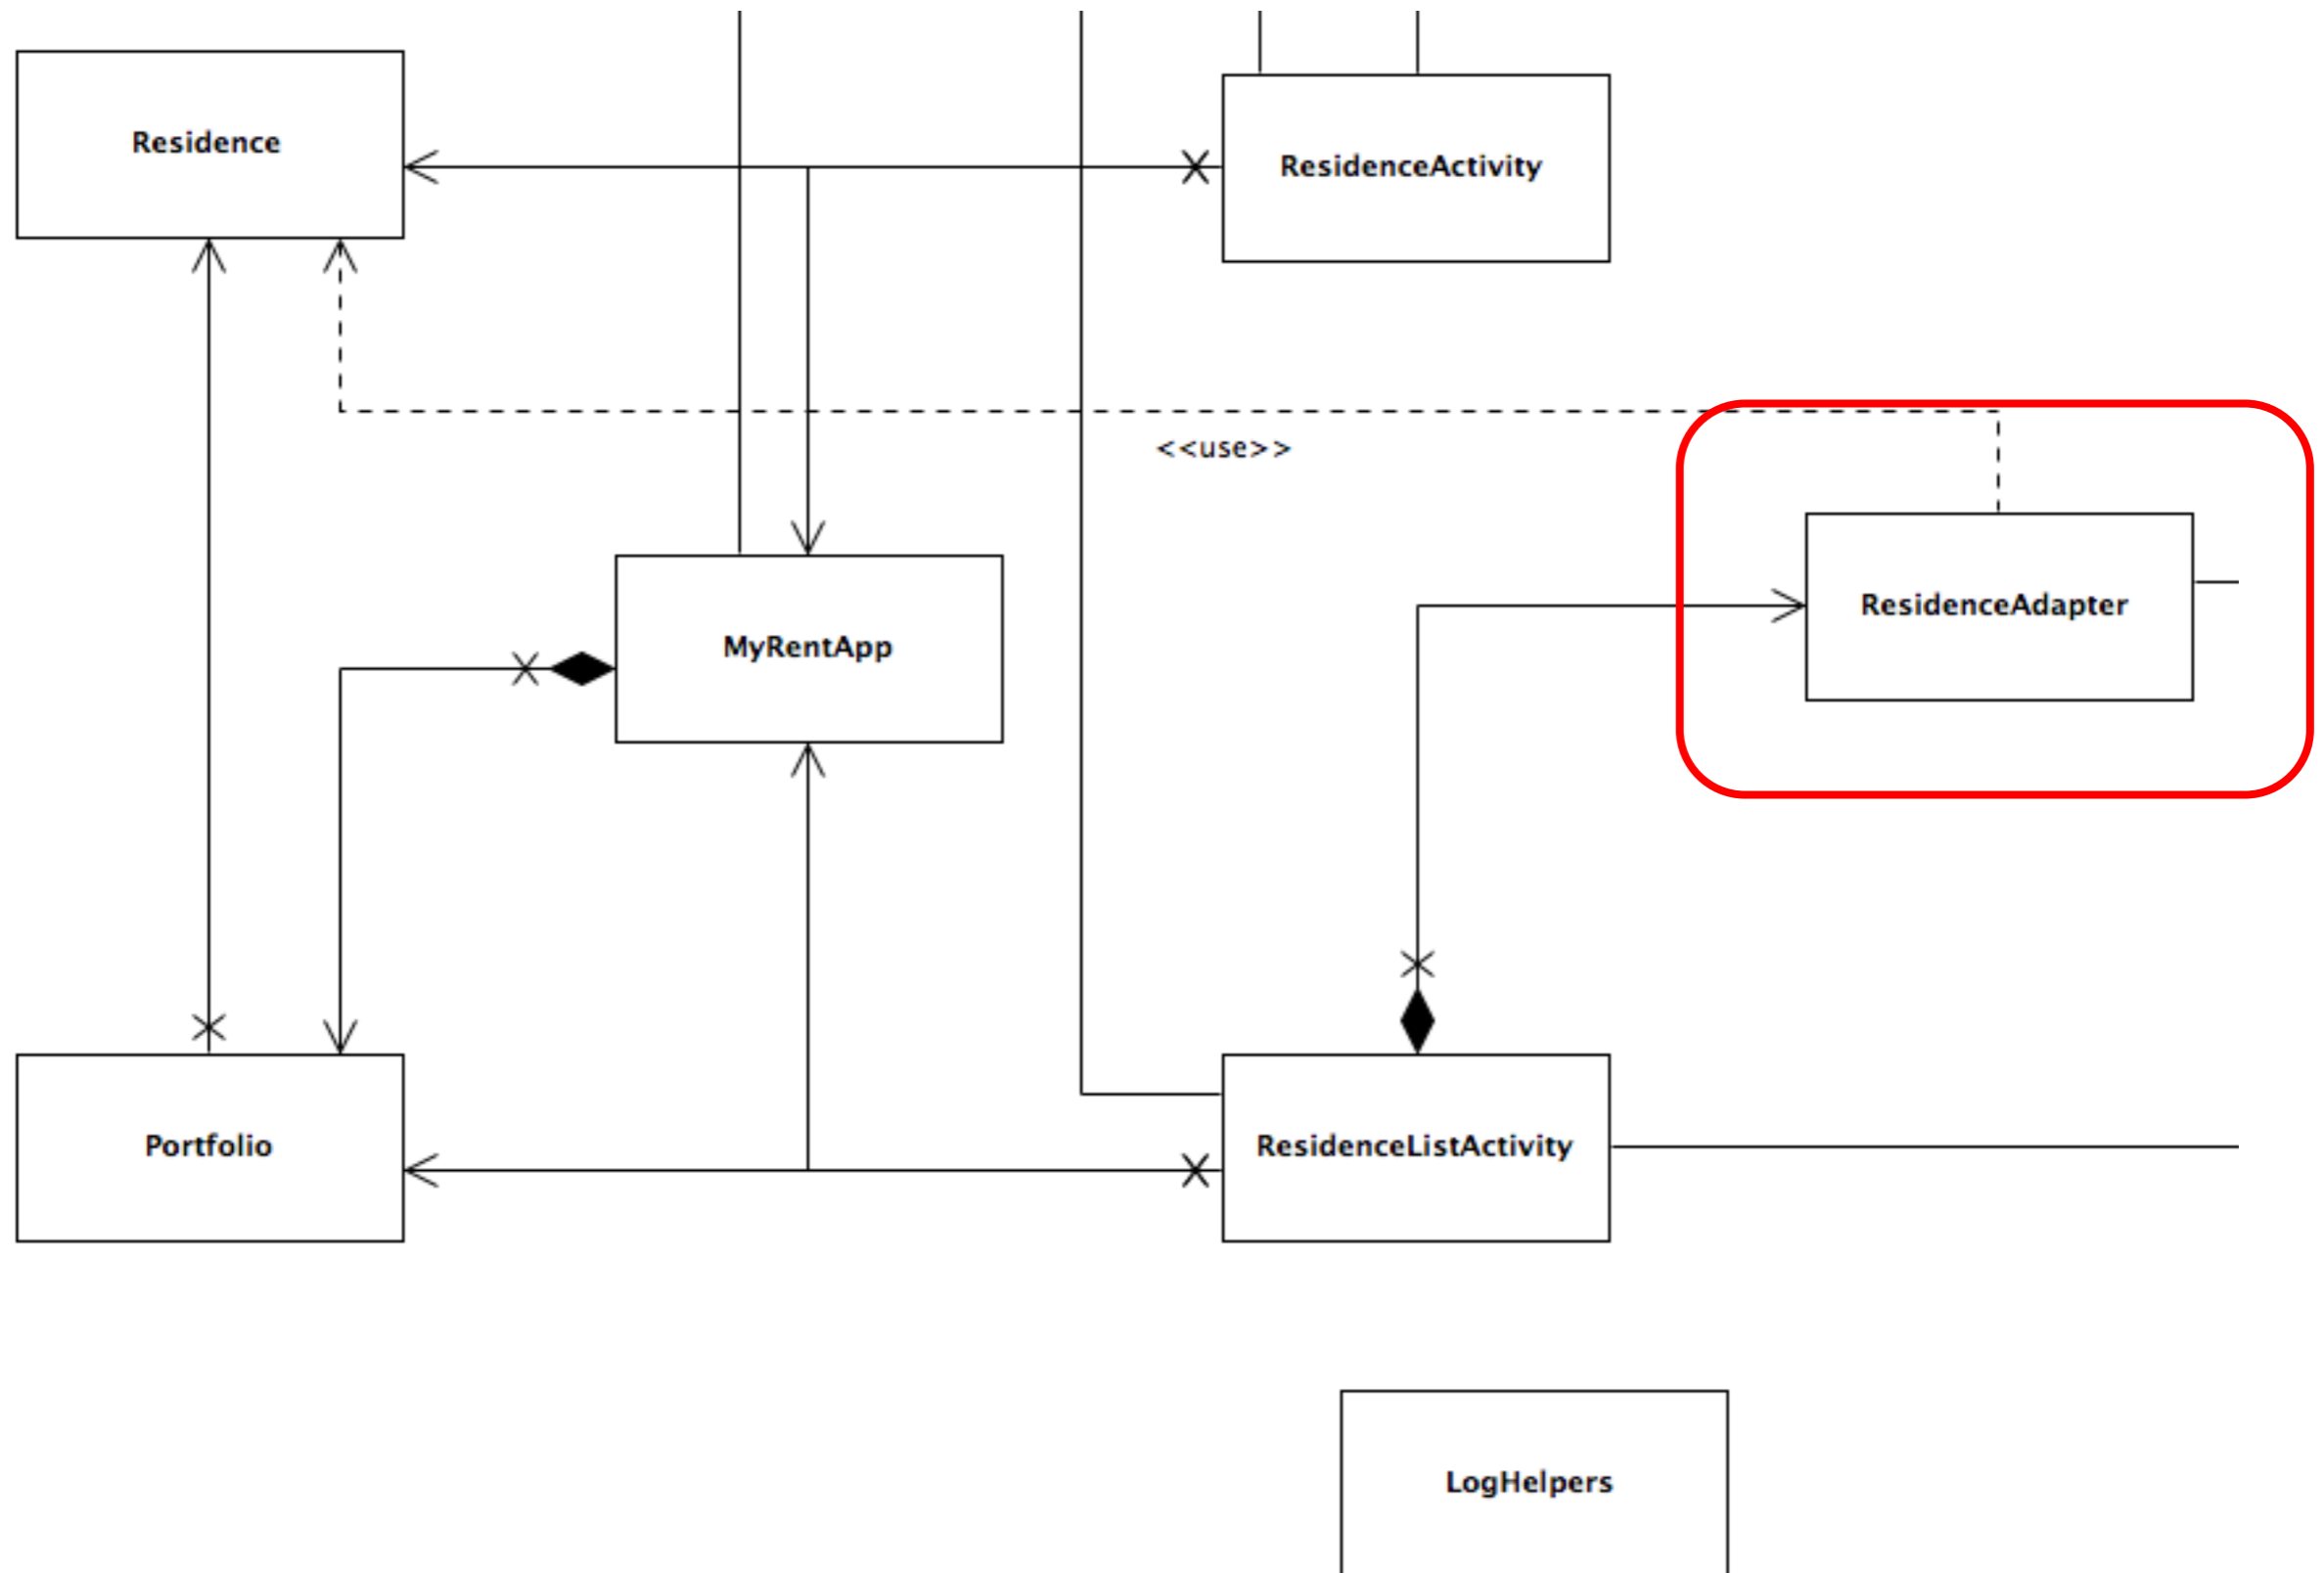 Residence
ResidenceActivity
<<use>>
ResidenceAdapter
MyRentApp
Portfolio
ResidenceListActivity
LogHelpers